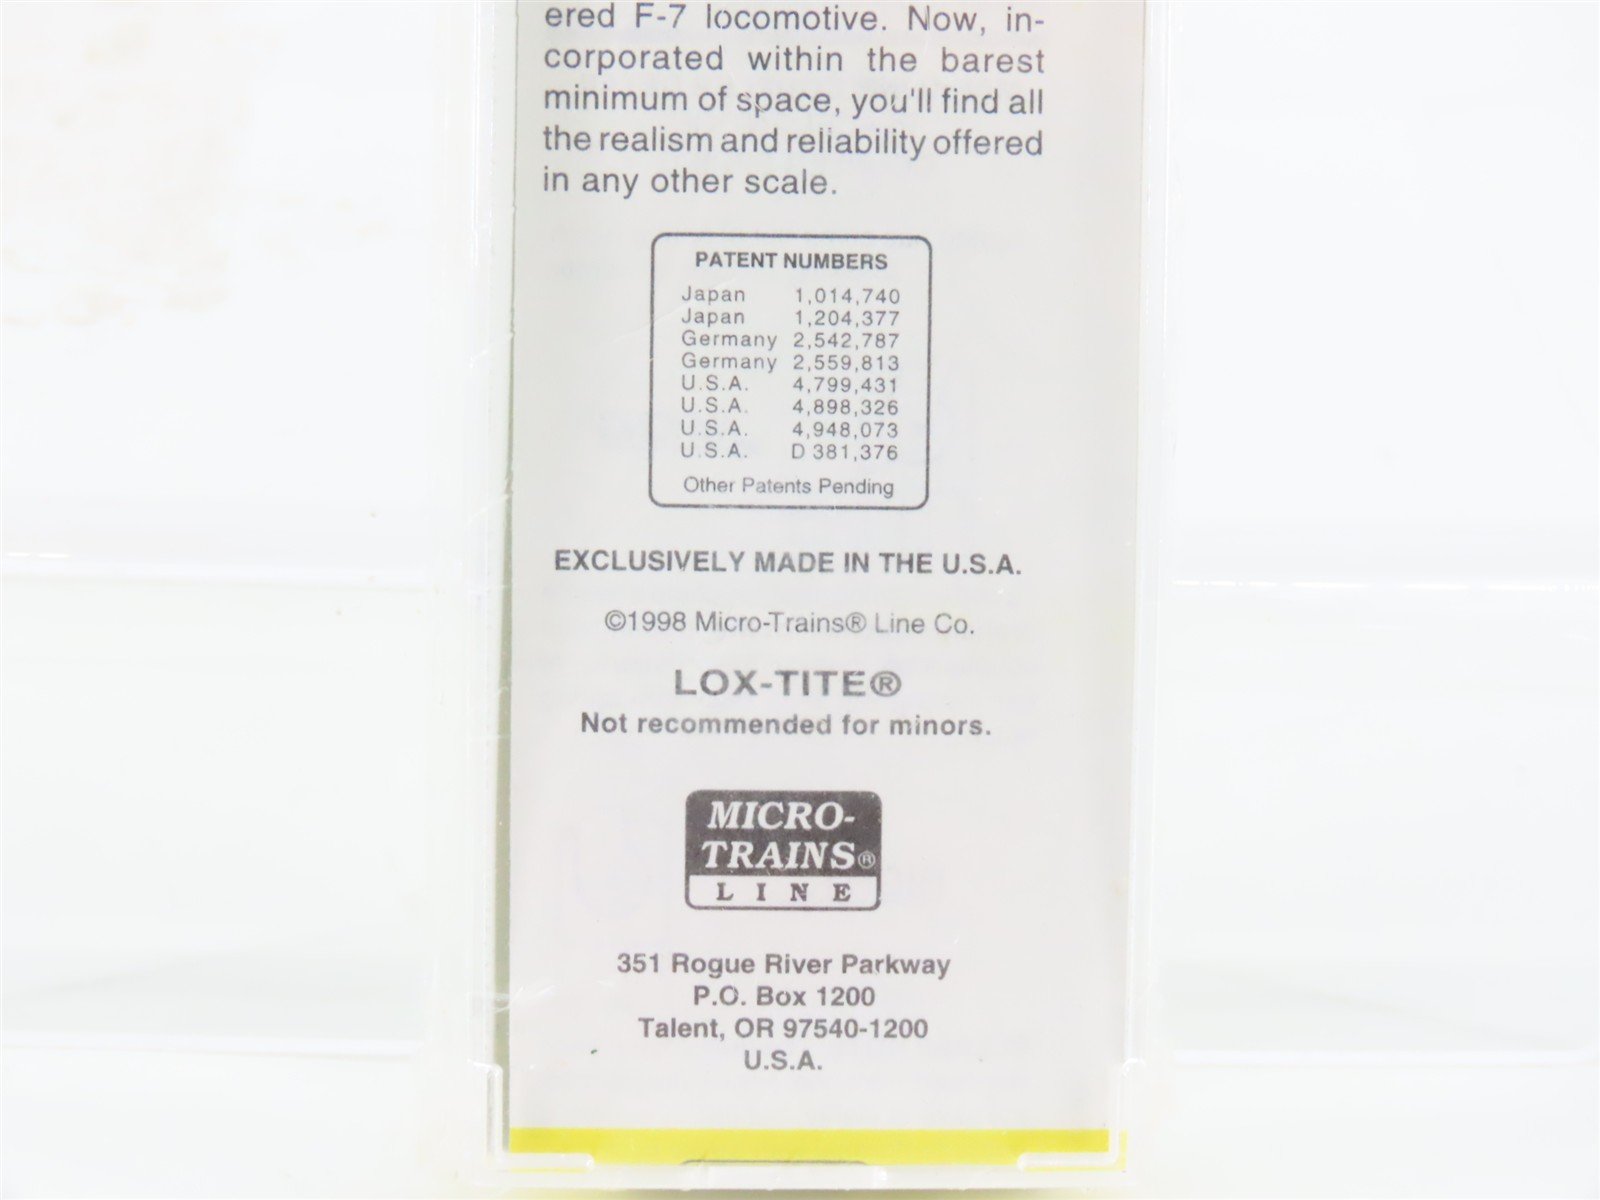 ered F-7 locomotive. Now, in-
corporated within the barest
minimum of space, you'll find all
the realism and reliability offered
in any other scale.
PATENT NUMBERS
Japan 1,014,740
Japan 1,204,377
Germany 2,542,787
Germany 2,559,813
U.S.A. 4,799,431
U.S.A. 4,898,326
U.S.A. 4,948,073
U.S.A. D 381,376
Other Patents Pending
EXCLUSIVELY MADE IN THE U.S.A.
©1998 Micro-Trains® Line Co.
LOX-TITE®
Not recommended for minors.
MICRO-
TRAINS®
LINE
351 Rogue River Parkway
P.O. Box 1200
Talent, OR 97540-1200
U.S.A.